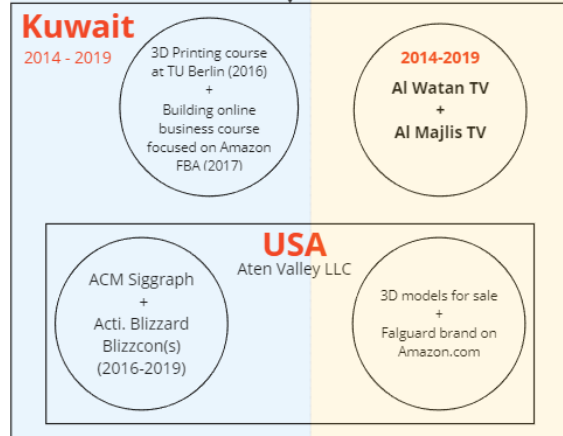 Kuwait
2014 - 2019
3D Printing course
at TU Berlin (2016)
+
Building online
business course
focused on Amazon
FBA (2017)
2014-2019
Al Watan TV
+
Al Majlis TV
USA
Aten Valley LLC
ACM Siggraph
+
Acti. Blizzard
Blizzcon(s)
(2016-2019)
3D models for sale
+
Falguard brand on
Amazon.com